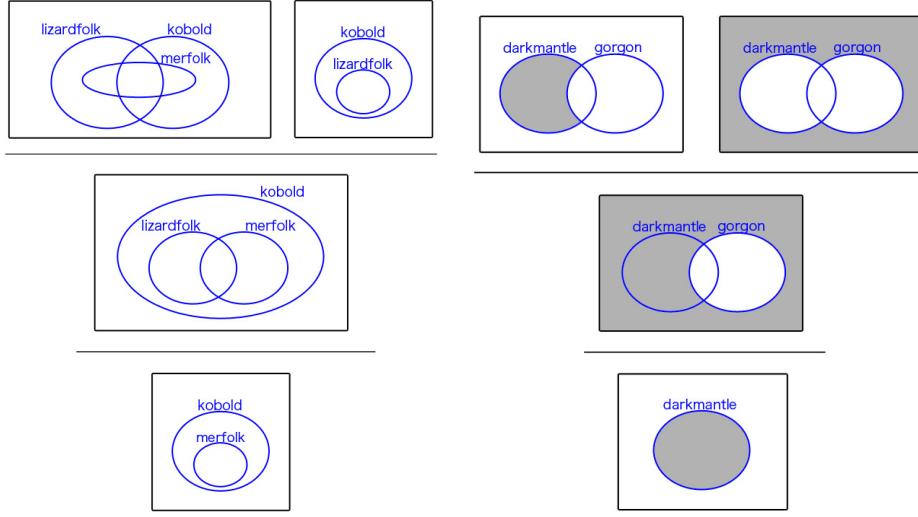 lizardfolk kobold
merfolk
kobold
lizardfolk
darkmantle gorgon
darkmantle gorgon
kobold
lizardfolk merfolk
darkmantle gorgon
kobold
merfolk
darkmantle